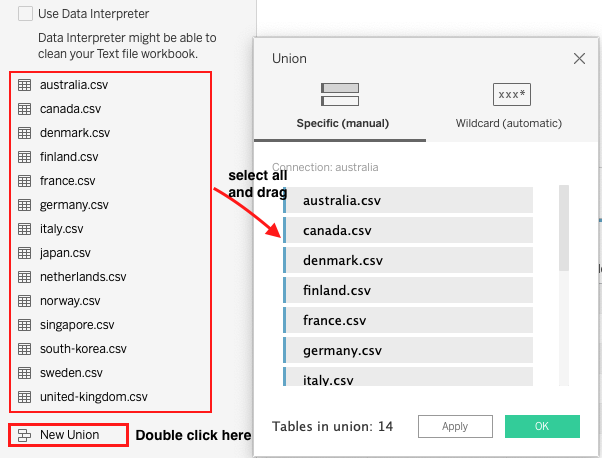 Use Data Interpreter
Data Interpreter might be able to
clean your Text file workbook.
australia.csv
canada.csv
denmark.csv
finland.csv
france.csv
germany.csv
italy.csv
japan.csv
netherlands.csv
norway.csv
singapore.csv
south-korea.csv
sweden.csv
united-kingdom.csv
New Union
Double click here
select all
and drag
Union
xxx*
Specific (manual)
Wildcard (automatic)
Connection: australia
australia.csv
canada.csv
denmark.csv
finland.csv
france.csv
germany.csv
italy.csv
Tables in union: 14
Apply
OK